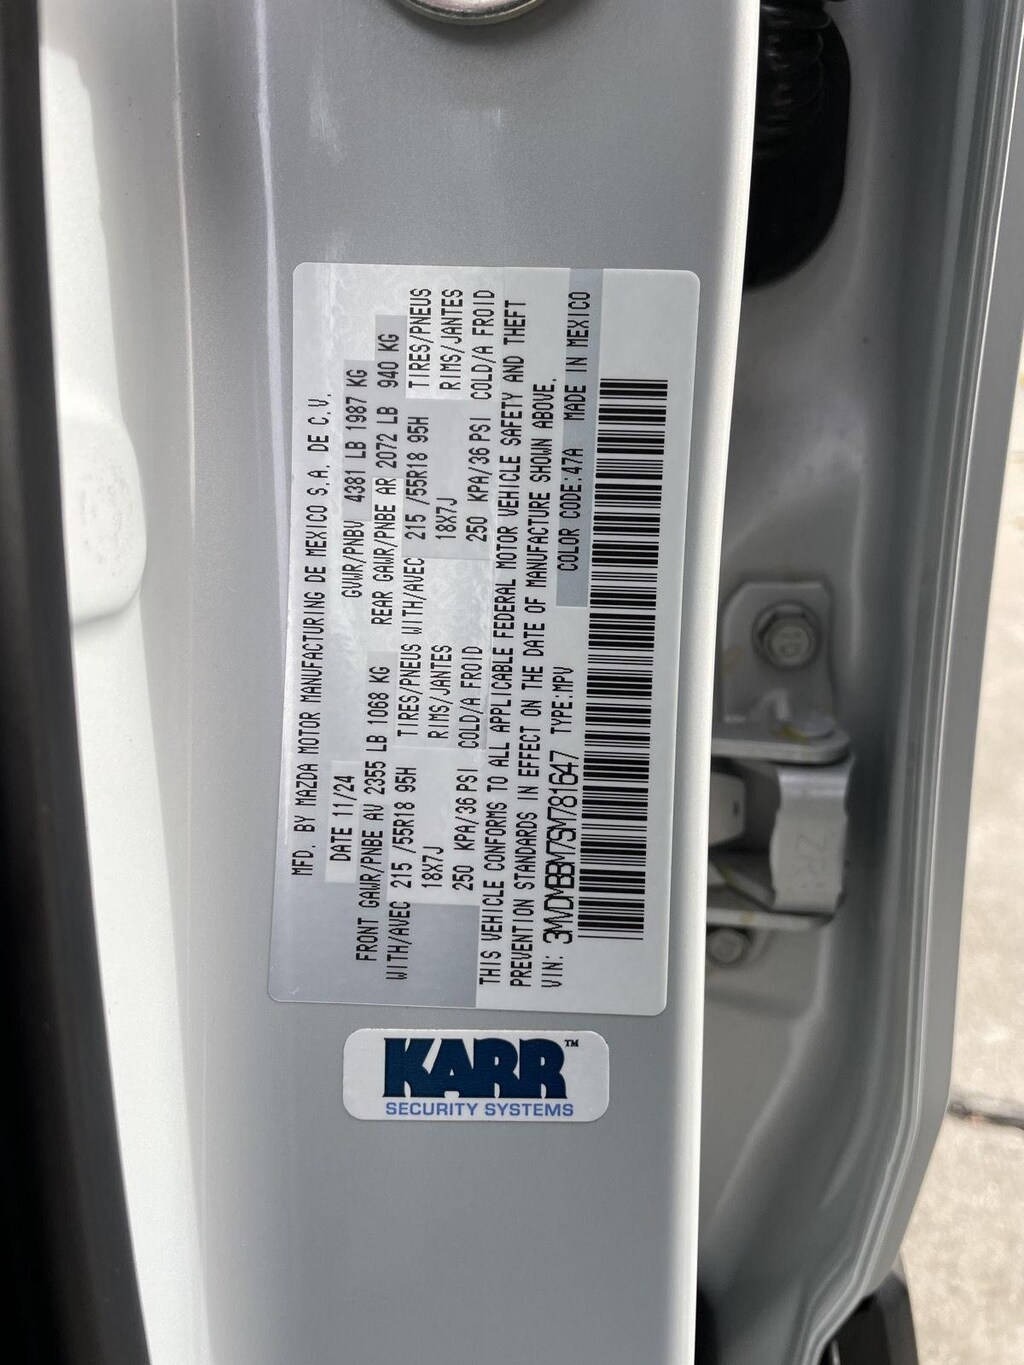 MFD. BY MAZDA MOTOR MANUFACTURING DE MEXICO S.A. DE C.V.
DATE 11/24 GVWR/PNBV 4381 LB 1987 KG
FRONT GAWR/PNBE AV 2355 LB 1068 KG REAR GAWR/PNBE AR 2072 LB 940 KG
WITH/AVEC 215 /55R18 95H TIRES/PNEUS WITH/AVEC 215 /55R18 95H TIRES/PNEUS
18X7J RIMS/JANTES 18X7J RIMS/JANTES
250 KPA/36 PSI COLD/A FROID 250 KPA/36 PSI COLD/A FROID
THIS VEHICLE CONFORMS TO ALL APPLICABLE FEDERAL MOTOR VEHICLE SAFETY AND THEFT
PREVENTION STANDARDS IN EFFECT ON THE DATE OF MANUFACTURE SHOWN ABOVE.
VIN: 3MVDMBBM7SM781647 TYPE:MPV COLOR CODE:47A MADE IN MEXICO
KARR™
SECURITY SYSTEMS